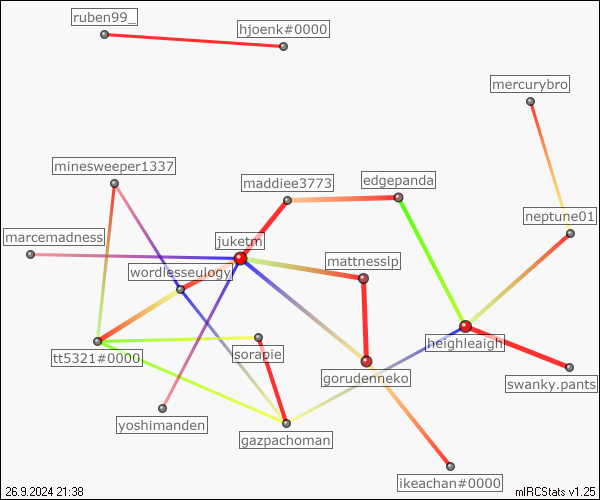 ruben99_
hjoenk#0000
mercurybro
minesweeper1337
maddiee3773
edgepanda
neptune01
marcemadness
juketm
mattnesslp
wordlesseulogy
heighleaigh
tt5321#0000
sorapie
gorudenneko
swanky.pants
yoshimanden
gazpachoman
ikeachan#0000
26.9.2024 21:38
mIRCStats v1.25